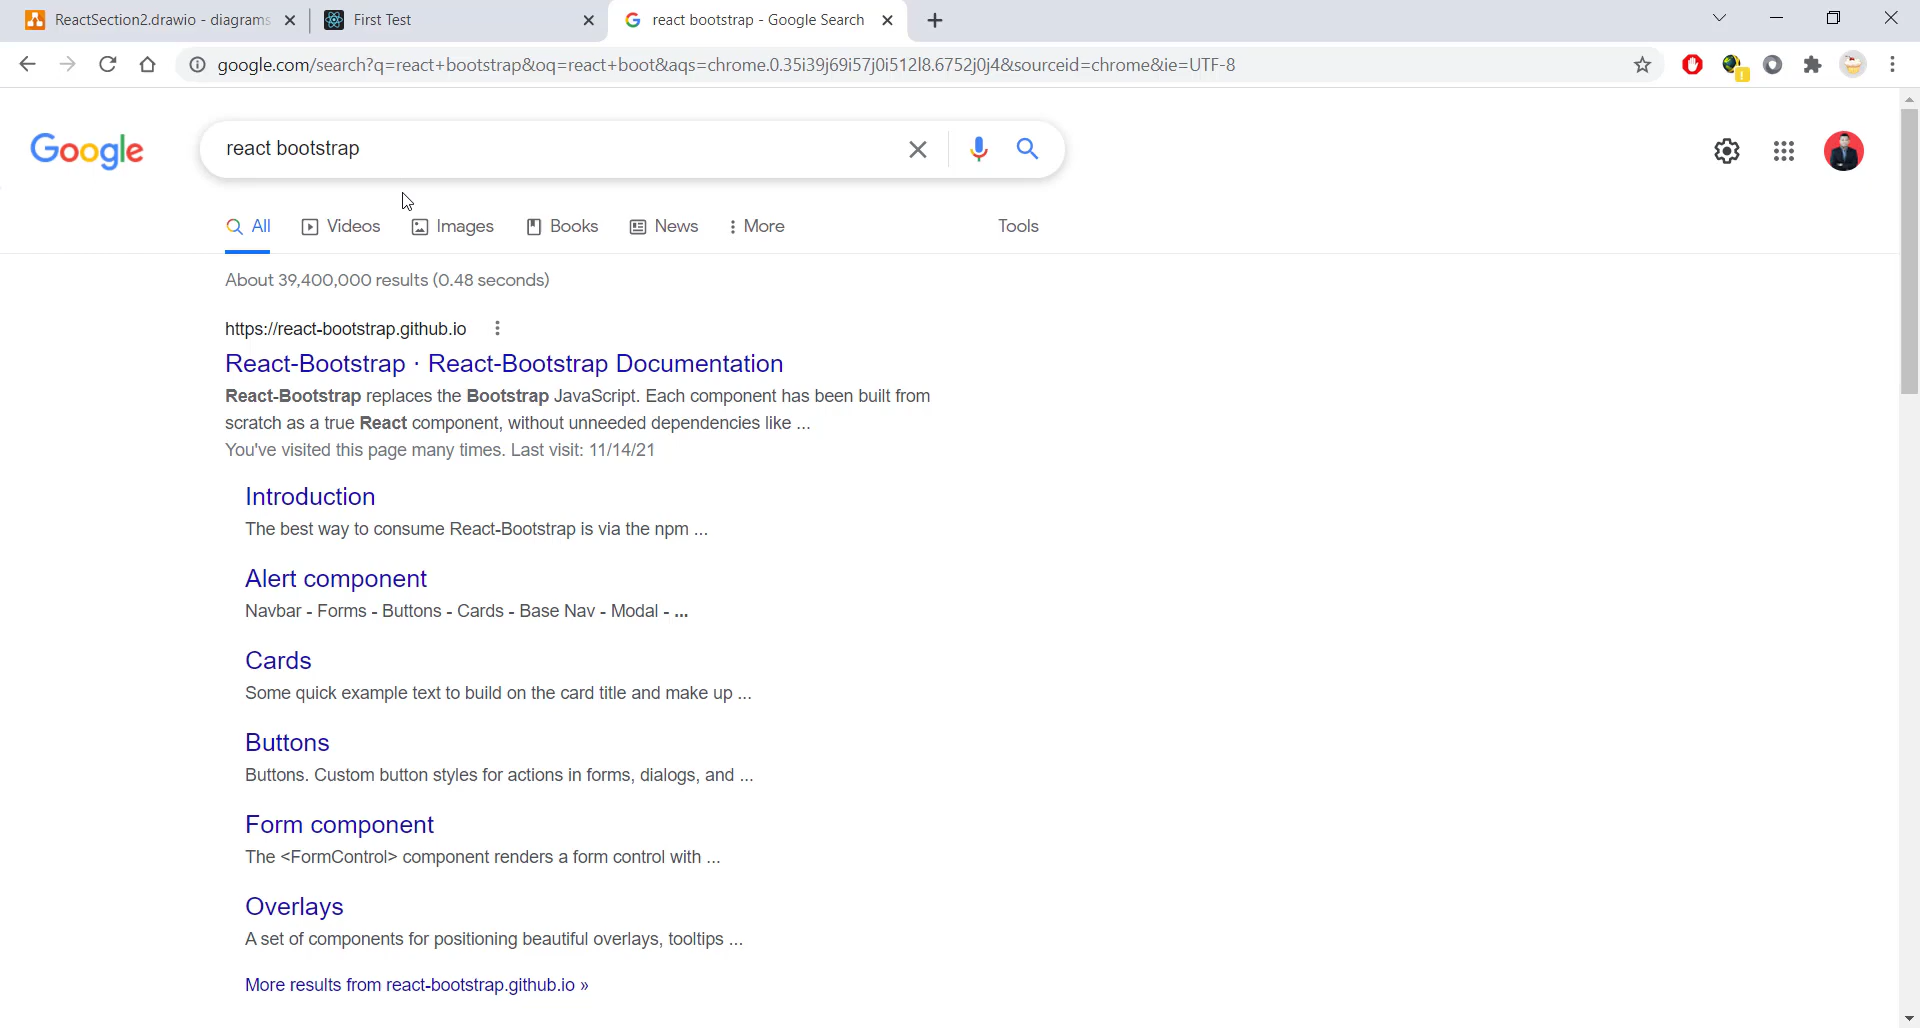 ReactSection2.drawio - diagrams
First Test
react bootstrap - Google Search
google.com/search?q=react+bootstrap&oq=react+boot&aqs=chrome.0.35i39j69i57j0i512l8.6752j0j4&sourceid=chrome&ie=UTF-8
Google
react bootstrap
All Videos Images Books News More Tools
About 39,400,000 results (0.48 seconds)
https://react-bootstrap.github.io
React-Bootstrap · React-Bootstrap Documentation
React-Bootstrap replaces the Bootstrap JavaScript. Each component has been built from
scratch as a true React component, without unneeded dependencies like ...
You've visited this page many times. Last visit: 11/14/21
Introduction
The best way to consume React-Bootstrap is via the npm ...
Alert component
Navbar - Forms - Buttons - Cards - Base Nav - Modal - ...
Cards
Some quick example text to build on the card title and make up ...
Buttons
Buttons. Custom button styles for actions in forms, dialogs, and ...
Form component
The <FormControl> component renders a form control with ...
Overlays
A set of components for positioning beautiful overlays, tooltips ...
More results from react-bootstrap.github.io »